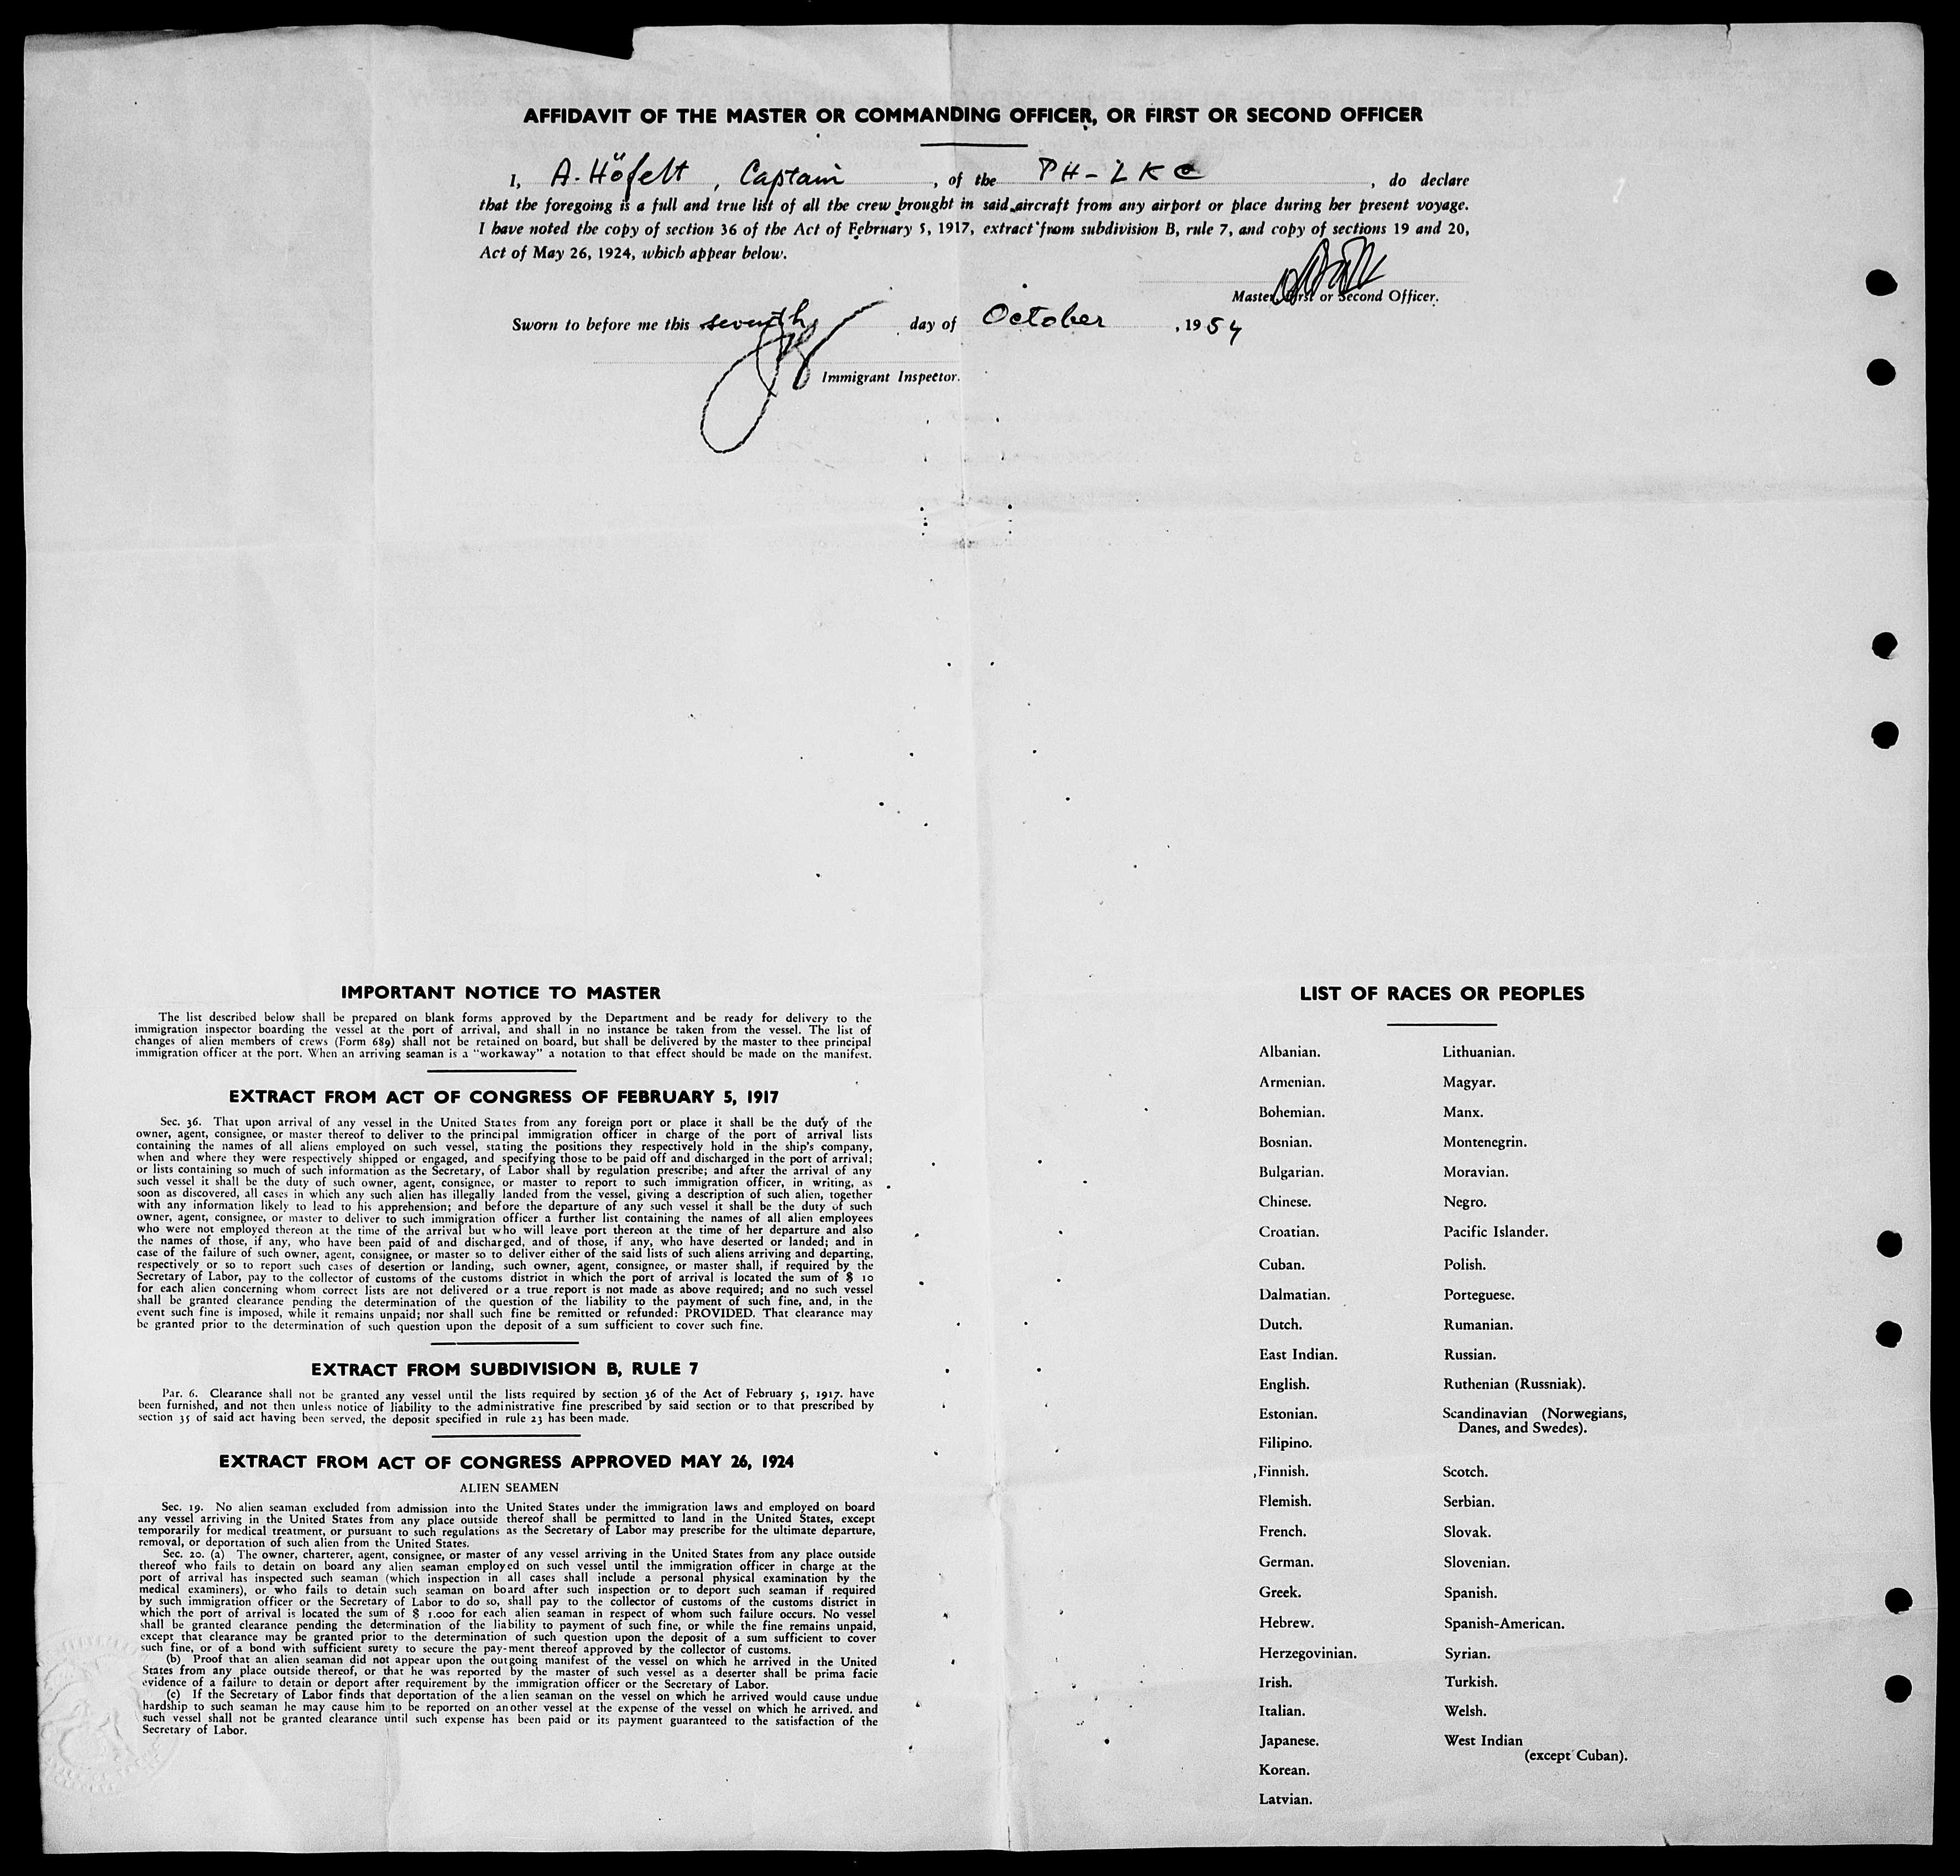 AFFIDAVIT OF THE MASTER OR COMMANDING OFFICER, OR FIRST OR SECOND OFFICER
I, A. Höfelt, Captain, of the PH-LKC, do declare
that the foregoing is a full and true list of all the crew brought in said aircraft from any airport or place during her present voyage.
I have noted the copy of section 36 of the Act of February 5, 1917, extract from subdivision B, rule 7, and copy of sections 19 and 20,
Act of May 26, 1924, which appear below.
Master, First or Second Officer.
Sworn to before me this seventh day of October, 1954
Immigrant Inspector.
IMPORTANT NOTICE TO MASTER
The list described below shall be prepared on blank forms approved by the Department and be ready for delivery to the
immigration inspector boarding the vessel at the port of arrival, and shall in no instance be taken from the vessel. The list of
changes of alien members of crews (Form 689) shall not be retained on board, but shall be delivered by the master to thee principal
immigration officer at the port. When an arriving seaman is a "workaway" a notation to that effect should be made on the manifest.
EXTRACT FROM ACT OF CONGRESS OF FEBRUARY 5, 1917
Sec. 36. That upon arrival of any vessel in the United States from any foreign port or place it shall be the duty of the
owner, agent, consignee, or master thereof to deliver to the principal immigration officer in charge of the port of arrival lists
containing the names of all aliens employed on such vessel, stating the positions they respectively hold in the ship's company,
when and where they were respectively shipped or engaged, and specifying those to be paid off and discharged in the port of arrival;
or lists containing so much of such information as the Secretary, of Labor shall by regulation prescribe; and after the arrival of any
such vessel it shall be the duty of such owner, agent, consignee, or master to report to such immigration officer, in writing, as
soon as discovered, all cases in which any such alien has illegally landed from the vessel, giving a description of such alien, together
with any information likely to lead to his apprehension; and before the departure of any such vessel it shall be the duty of such
owner, agent, consignee, or master to deliver to such immigration officer a further list containing the names of all alien employees
who were not employed thereon at the time of the arrival but who will leave port thereon at the time of her departure and also
the names of those, if any, who have been paid of and discharged, and of those, if any, who have deserted or landed; and in
case of the failure of such owner, agent, consignee, or master so to deliver either of the said lists of such aliens arriving and departing,
respectively or so to report such cases of desertion or landing, such owner, agent, consignee, or master shall, if required by the
Secretary of Labor, pay to the collector of customs of the customs district in which the port of arrival is located the sum of $ 10
for each alien concerning whom correct lists are not delivered or a true report is not made as above required; and no such vessel
shall be granted clearance pending the determination of the question of the liability to the payment of such fine, and, in the
event such fine is imposed, while it remains unpaid; nor shall such fine be remitted or refunded: PROVIDED. That clearance may
be granted prior to the determination of such question upon the deposit of a sum sufficient to cover such fine.
EXTRACT FROM SUBDIVISION B, RULE 7
Par. 6. Clearance shall not be granted any vessel until the lists required by section 36 of the Act of February 5, 1917. have
been furnished, and not then unless notice of liability to the administrative fine prescribed by said section or to that prescribed by
section 35 of said act having been served, the deposit specified in rule 23 has been made.
EXTRACT FROM ACT OF CONGRESS APPROVED MAY 26, 1924
ALIEN SEAMEN
Sec. 19. No alien seaman excluded from admission into the United States under the immigration laws and employed on board
any vessel arriving in the United States from any place outside thereof shall be permitted to land in the United States, except
temporarily for medical treatment, or pursuant to such regulations as the Secretary of Labor may prescribe for the ultimate departure,
removal, or deportation of such alien from the United States.
Sec. 20. (a) The owner, charterer, agent, consignee, or master of any vessel arriving in the United States from any place outside
thereof who fails to detain on board any alien seaman employed on such vessel until the immigration officer in charge at the
port of arrival has inspected such seaman (which inspection in all cases shall include a personal physical examination by the
medical examiners), or who fails to detain such seaman on board after such inspection or to deport such seaman if required
by such immigration officer or the Secretary of Labor to do so, shall pay to the collector of customs of the customs district in
which the port of arrival is located the sum of $ 1.000 for each alien seaman in respect of whom such failure occurs. No vessel
shall be granted clearance pending the determination of the liability to payment of such fine, or while the fine remains unpaid,
except that clearance may be granted prior to the determination of such question upon the deposit of a sum sufficient to cover
such fine, or of a bond with sufficient surety to secure the pay-ment thereof approved by the collector of customs.
(b) Proof that an alien seaman did not appear upon the outgoing manifest of the vessel on which he arrived in the United
States from any place outside thereof, or that he was reported by the master of such vessel as a deserter shall be prima facie
evidence of a failure to detain or deport after requirement by the immigration officer or the Secretary of Labor.
(c) If the Secretary of Labor finds that deportation of the alien seaman on the vessel on which he arrived would cause undue
hardship to such seaman he may cause him to be reported on another vessel at the expense of the vessel on which he arrived. and
such vessel shall not be granted clearance until such expense has been paid or its payment guaranteed to the satisfaction of the
Secretary of Labor.
LIST OF RACES OR PEOPLES
Albanian.
Armenian.
Bohemian.
Bosnian.
Bulgarian.
Chinese.
Croatian.
Cuban.
Dalmatian.
Dutch.
East Indian.
English.
Estonian.
Filipino.
Finnish.
Flemish.
French.
German.
Greek.
Hebrew.
Herzegovinian.
Irish.
Italian.
Japanese.
Korean.
Latvian.
Lithuanian.
Magyar.
Manx.
Montenegrin.
Moravian.
Negro.
Pacific Islander.
Polish.
Porteguese.
Rumanian.
Russian.
Ruthenian (Russniak).
Scandinavian (Norwegians,
Danes, and Swedes).
Scotch.
Serbian.
Slovak.
Slovenian.
Spanish.
Spanish-American.
Syrian.
Turkish.
Welsh.
West Indian
(except Cuban).